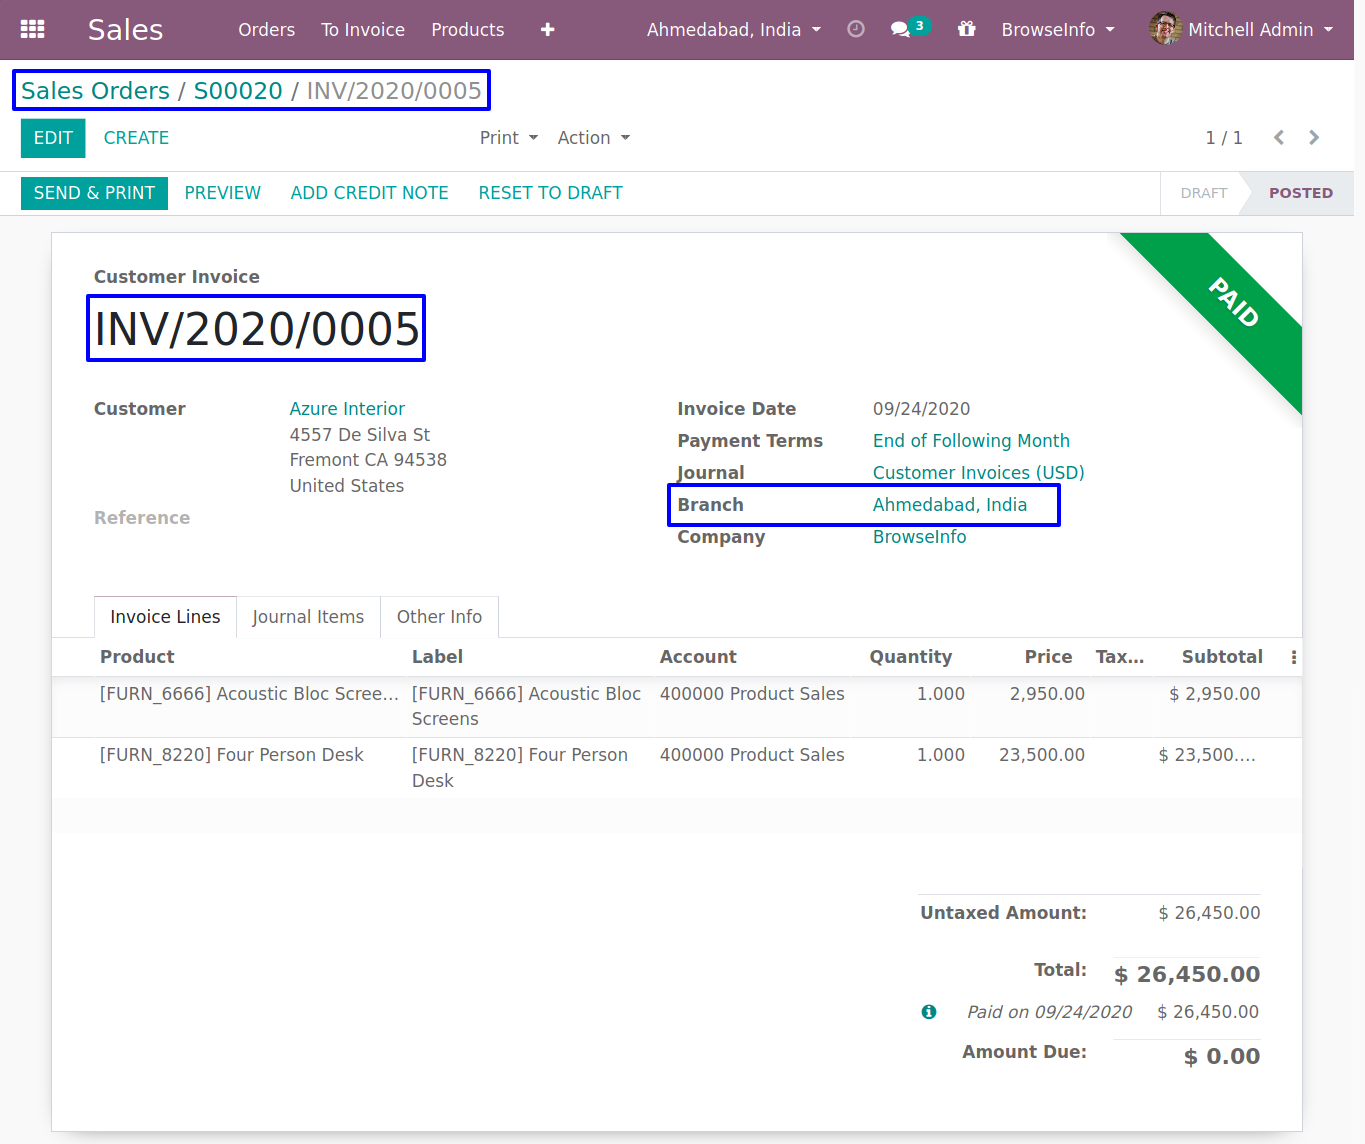 Sales Orders To Invoice Products + Ahmedabad, India 3 BrowseInfo Mitchell Admin
Sales Orders / S00020 / INV/2020/0005
EDIT CREATE Print Action 1 / 1
SEND & PRINT PREVIEW ADD CREDIT NOTE RESET TO DRAFT DRAFT POSTED
PAID
Customer Invoice
INV/2020/0005
Customer Azure Interior
4557 De Silva St
Fremont CA 94538
United States
Reference
Invoice Date 09/24/2020
Payment Terms End of Following Month
Journal Customer Invoices (USD)
Branch Ahmedabad, India
Company BrowseInfo
Invoice Lines Journal Items Other Info
Product Label Account Quantity Price Tax... Subtotal
[FURN_6666] Acoustic Bloc Scree... [FURN_6666] Acoustic Bloc 400000 Product Sales 1.000 2,950.00 $ 2,950.00
Screens
[FURN_8220] Four Person Desk [FURN_8220] Four Person 400000 Product Sales 1.000 23,500.00 $ 23,500....
Desk
Untaxed Amount: $ 26,450.00
Total: $ 26,450.00
Paid on 09/24/2020 $ 26,450.00
Amount Due: $ 0.00